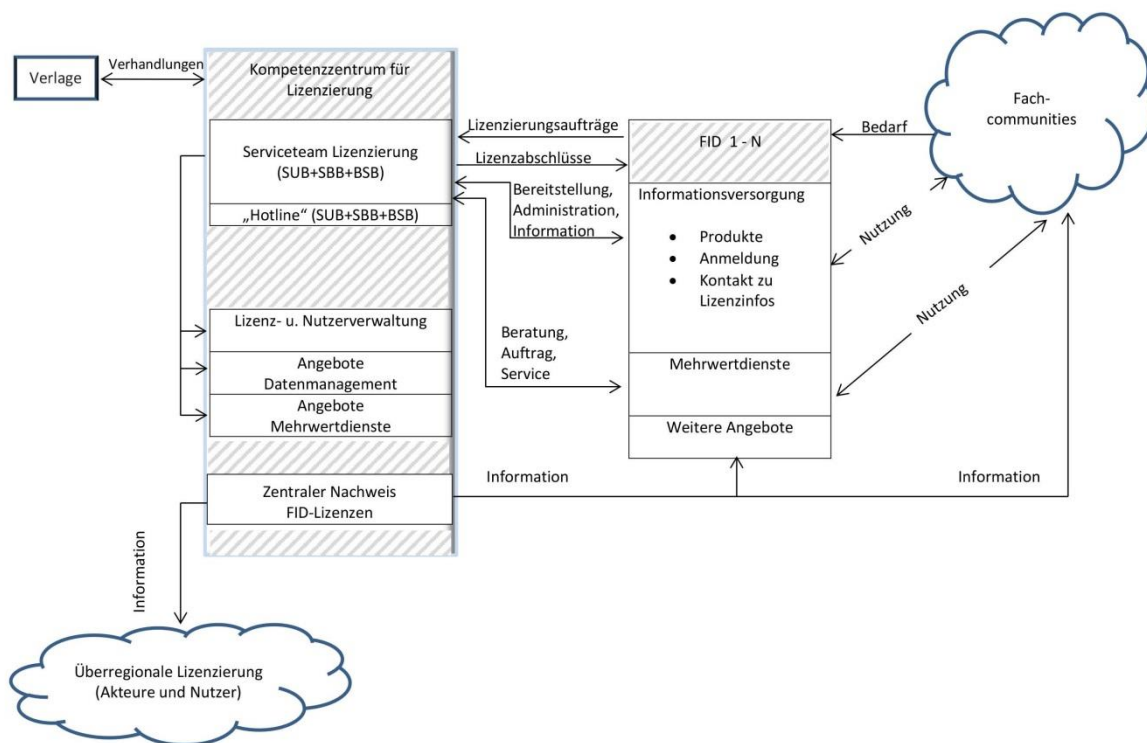 Verlage
Verhandlungen
Kompetenzzentrum für
Lizenzierung
Serviceteam Lizenzierung
(SUB+SBB+BSB)
„Hotline“ (SUB+SBB+BSB)
Lizenz- u. Nutzerverwaltung
Angebote
Datenmanagement
Angebote
Mehrwertdienste
Zentraler Nachweis
FID-Lizenzen
Lizenzierungsaufträge
Lizenzabschlüsse
Bereitstellung,
Administration,
Information
Beratung,
Auftrag,
Service
FID 1 - N
Informationsversorgung
• Produkte
• Anmeldung
• Kontakt zu
Lizenzinfos
Mehrwertdienste
Weitere Angebote
Bedarf
Fach-
communities
Nutzung
Nutzung
Information
Information
Information
Überregionale Lizenzierung
(Akteure und Nutzer)